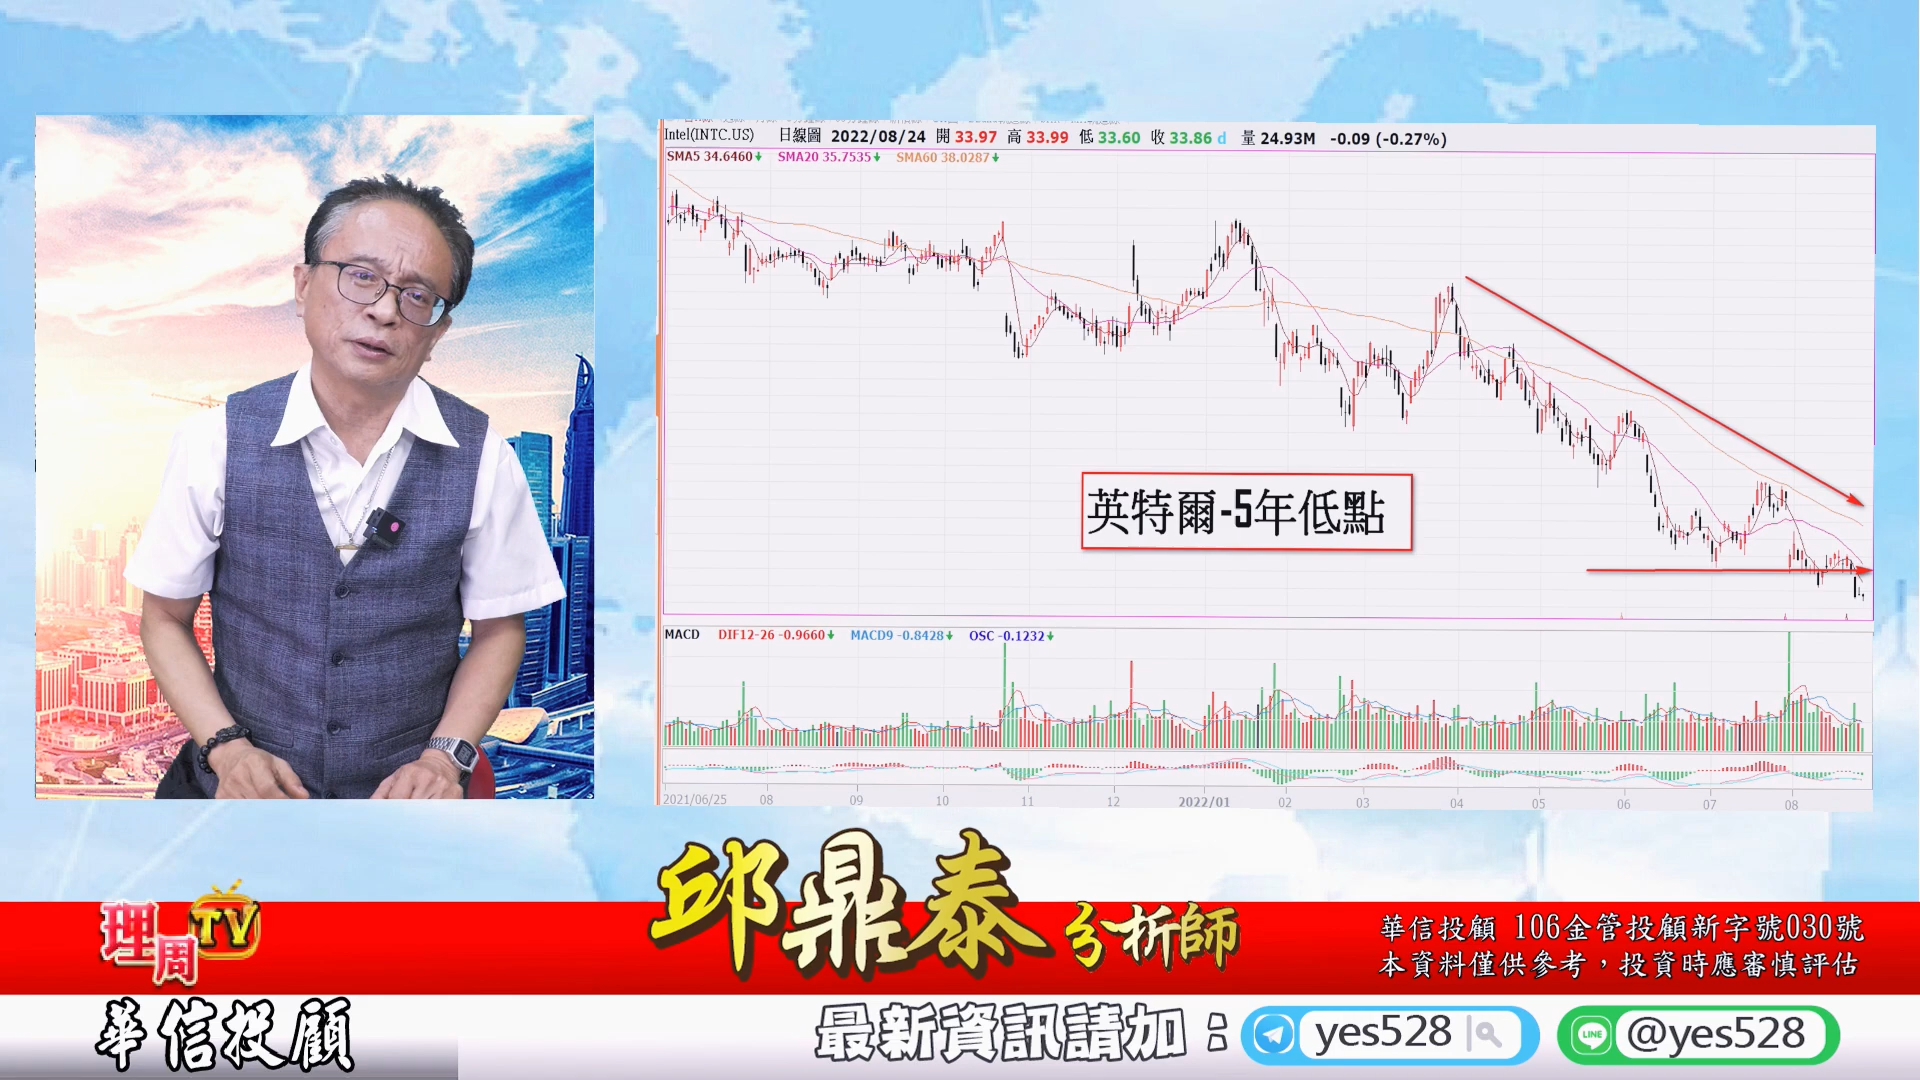 Intel(INTC.US) 日線圖 2022/08/24 開 33.97 高 33.99 低 33.60 收 33.86 d 量 24.93M -0.09 (-0.27%)
SMA5 34.6460↓ SMA20 35.7535↓ SMA60 38.0287↓
英特爾-5年低點
MACD DIF12-26 -0.9660↓ MACD9 -0.8428↓ OSC -0.1232↓
2021/06/25 08 09 10 11 12 2022/01 02 03 04 05 06 07 08
理周TV
邱鼎泰 分析師
華信投顧 106金管投顧新字號030號
本資料僅供參考，投資時應審慎評估
華信投顧
最新資訊請加：
yes528
LINE
@yes528